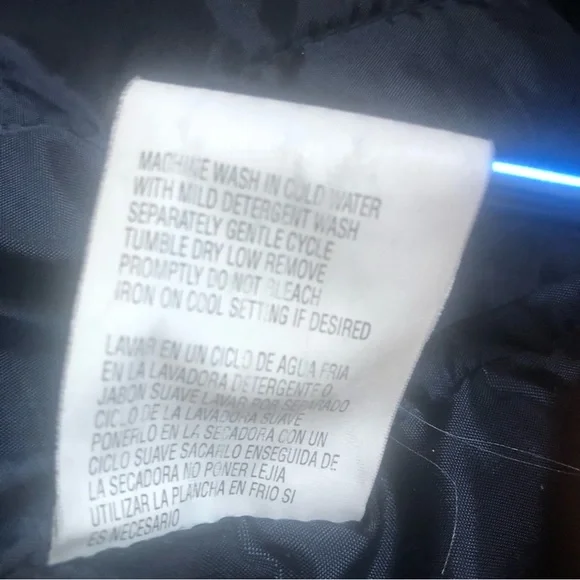 MACHINE WASH IN COLD WATER
WITH MILD DETERGENT WASH
SEPARATELY GENTLE CYCLE
TUMBLE DRY LOW REMOVE
PROMPTLY DO NOT BLEACH
IRON ON COOL SETTING IF DESIRED
LAVAR EN UN CICLO DE AGUA FRIA
EN LA LAVADORA DETERGENTE O
JABON SUAVE LAVAR POR SEPARADO
CICLO DE LA LAVADORA SUAVE
PONERLO EN LA SECADORA CON UN
CICLO SUAVE SACARLO ENSEGUIDA DE
LA SECADORA NO PONER LEJIA
UTILIZAR LA PLANCHA EN FRIO SI
ES NECESARIO